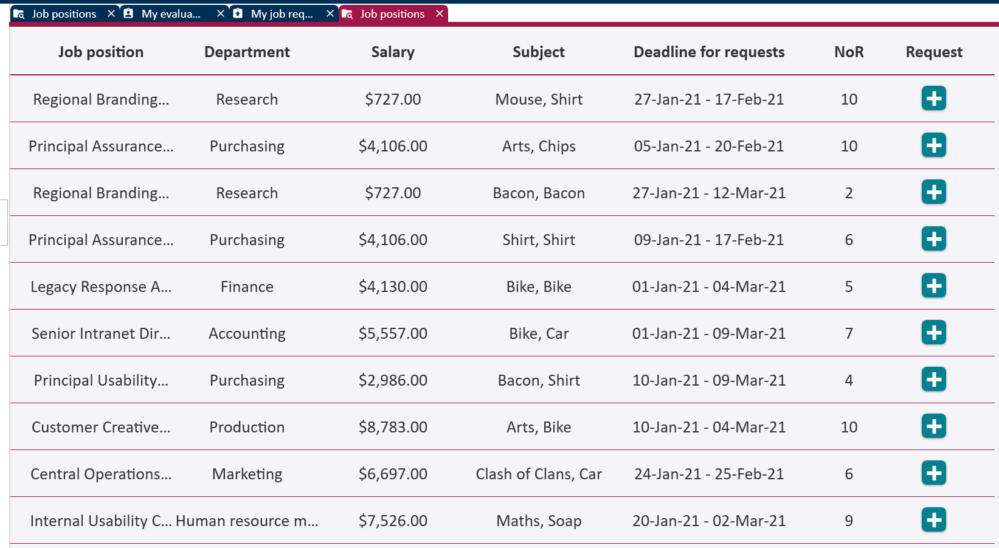 Job positions My evalua... My job req... Job positions
Job position Department Salary Subject Deadline for requests NoR Request
Regional Branding... Research $727.00 Mouse, Shirt 27-Jan-21 - 17-Feb-21 10
Principal Assurance... Purchasing $4,106.00 Arts, Chips 05-Jan-21 - 20-Feb-21 10
Regional Branding... Research $727.00 Bacon, Bacon 27-Jan-21 - 12-Mar-21 2
Principal Assurance... Purchasing $4,106.00 Shirt, Shirt 09-Jan-21 - 17-Feb-21 6
Legacy Response A... Finance $4,130.00 Bike, Bike 01-Jan-21 - 04-Mar-21 5
Senior Intranet Dir... Accounting $5,557.00 Bike, Car 01-Jan-21 - 09-Mar-21 7
Principal Usability... Purchasing $2,986.00 Bacon, Shirt 10-Jan-21 - 09-Mar-21 4
Customer Creative... Production $8,783.00 Arts, Bike 10-Jan-21 - 04-Mar-21 10
Central Operations... Marketing $6,697.00 Clash of Clans, Car 24-Jan-21 - 25-Feb-21 6
Internal Usability C... Human resource m... $7,526.00 Maths, Soap 20-Jan-21 - 02-Mar-21 9